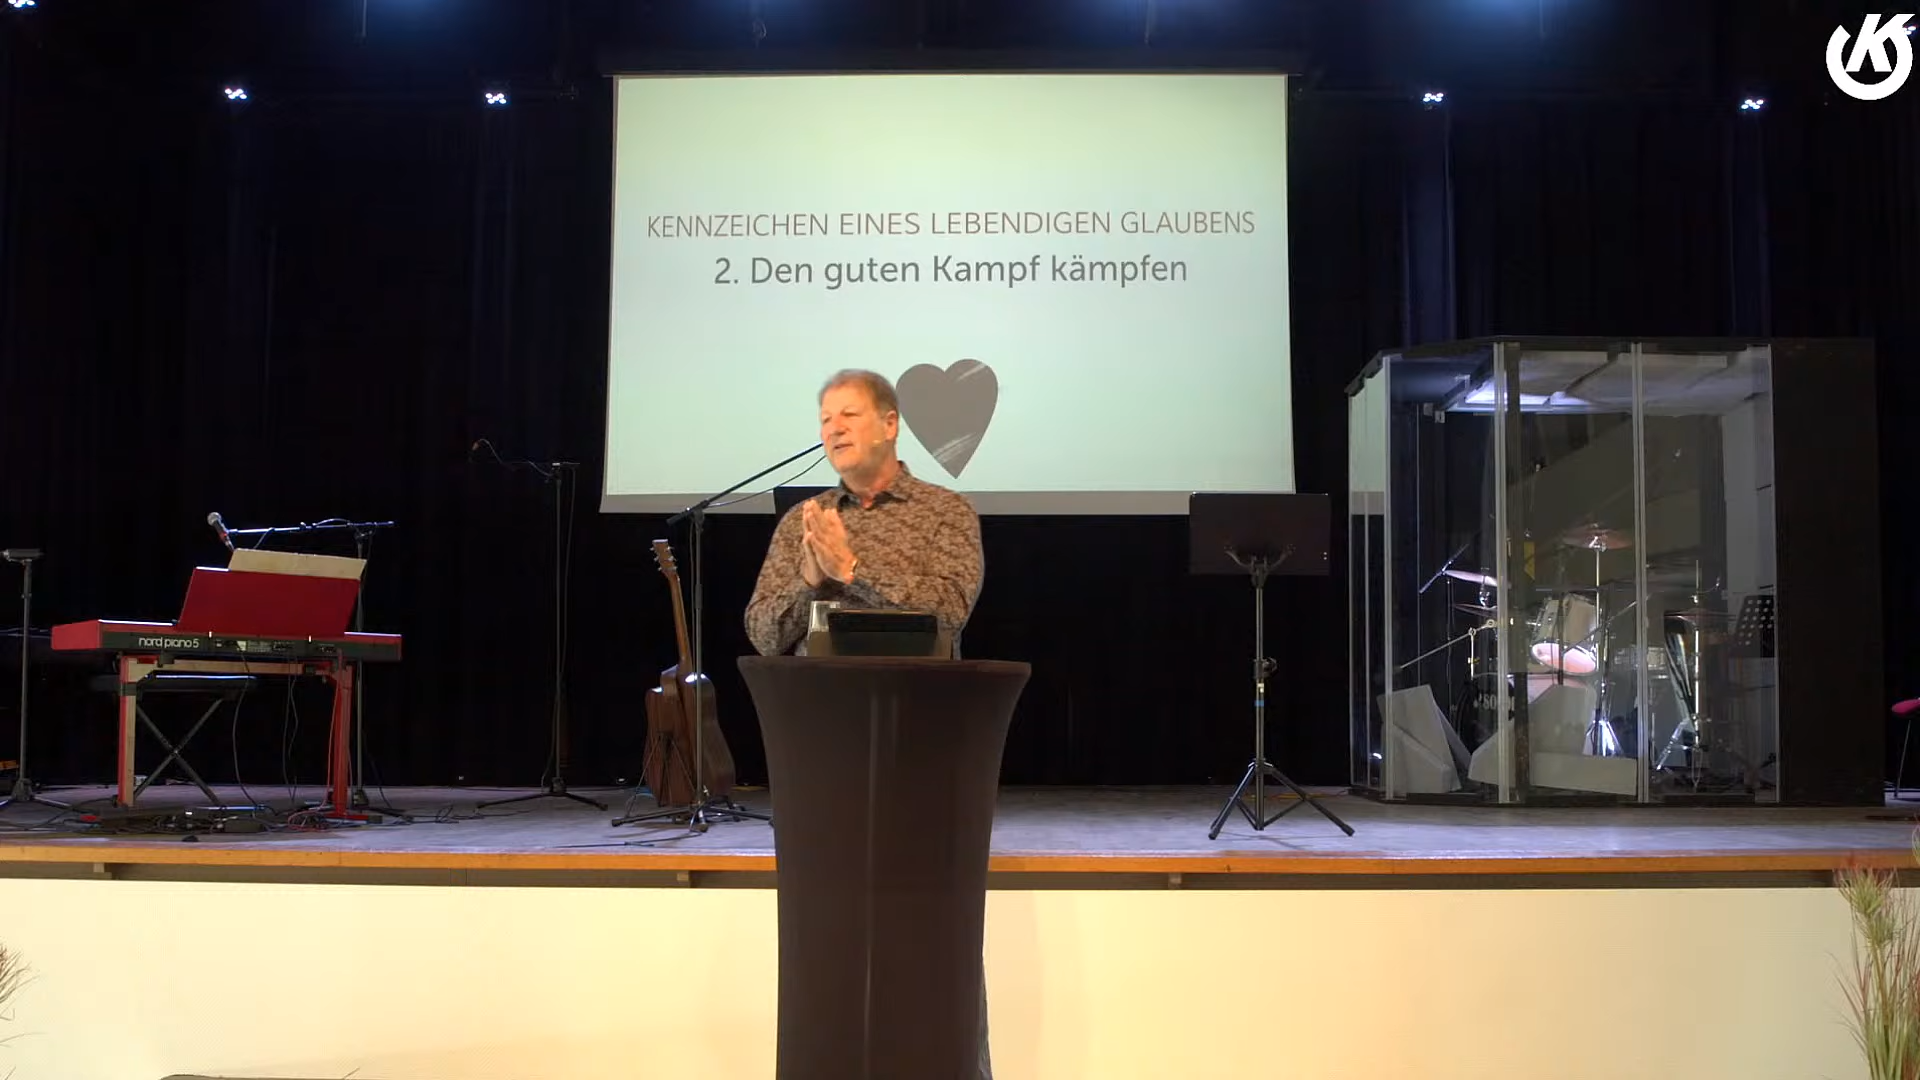 KENNZEICHEN EINES LEBENDIGEN GLAUBENS
2. Den guten Kampf kämpfen
nord piano 5